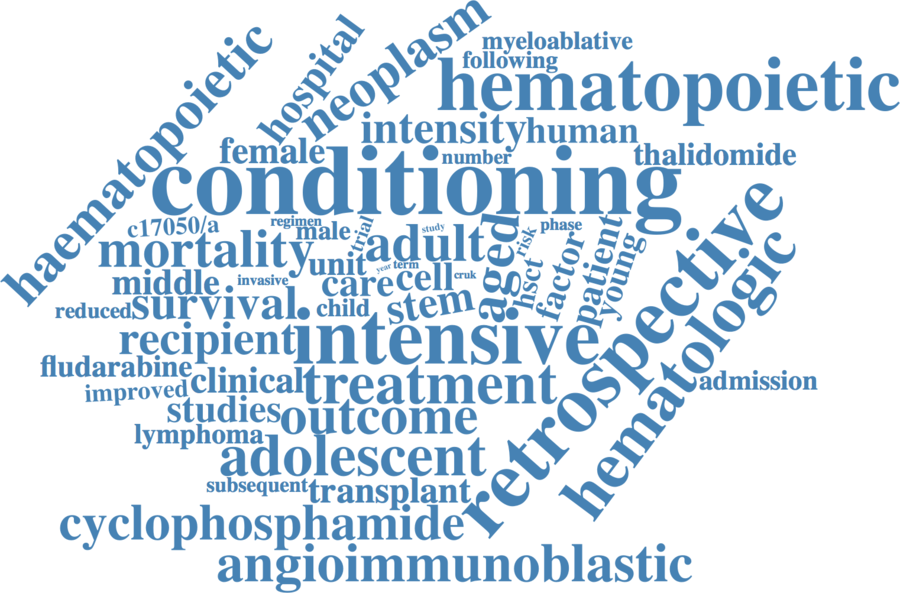 myeloablative
following
hematopoietic
neoplasm
hospital
haematopoietic
intensity
human
female
number
thalidomide
conditioning
c17050/a
regimen
male
trial
study
phase
mortality
adult
aged
risk
unit
year
term
middle
invasive
care
cell
cruk
hsct
factor
patient
young
reduced
survival
child
stem
recipient
intensive
retrospective
hematologic
fludarabine
improved
clinical
treatment
admission
studies
outcome
lymphoma
adolescent
subsequent
transplant
cyclophosphamide
angioimmunoblastic